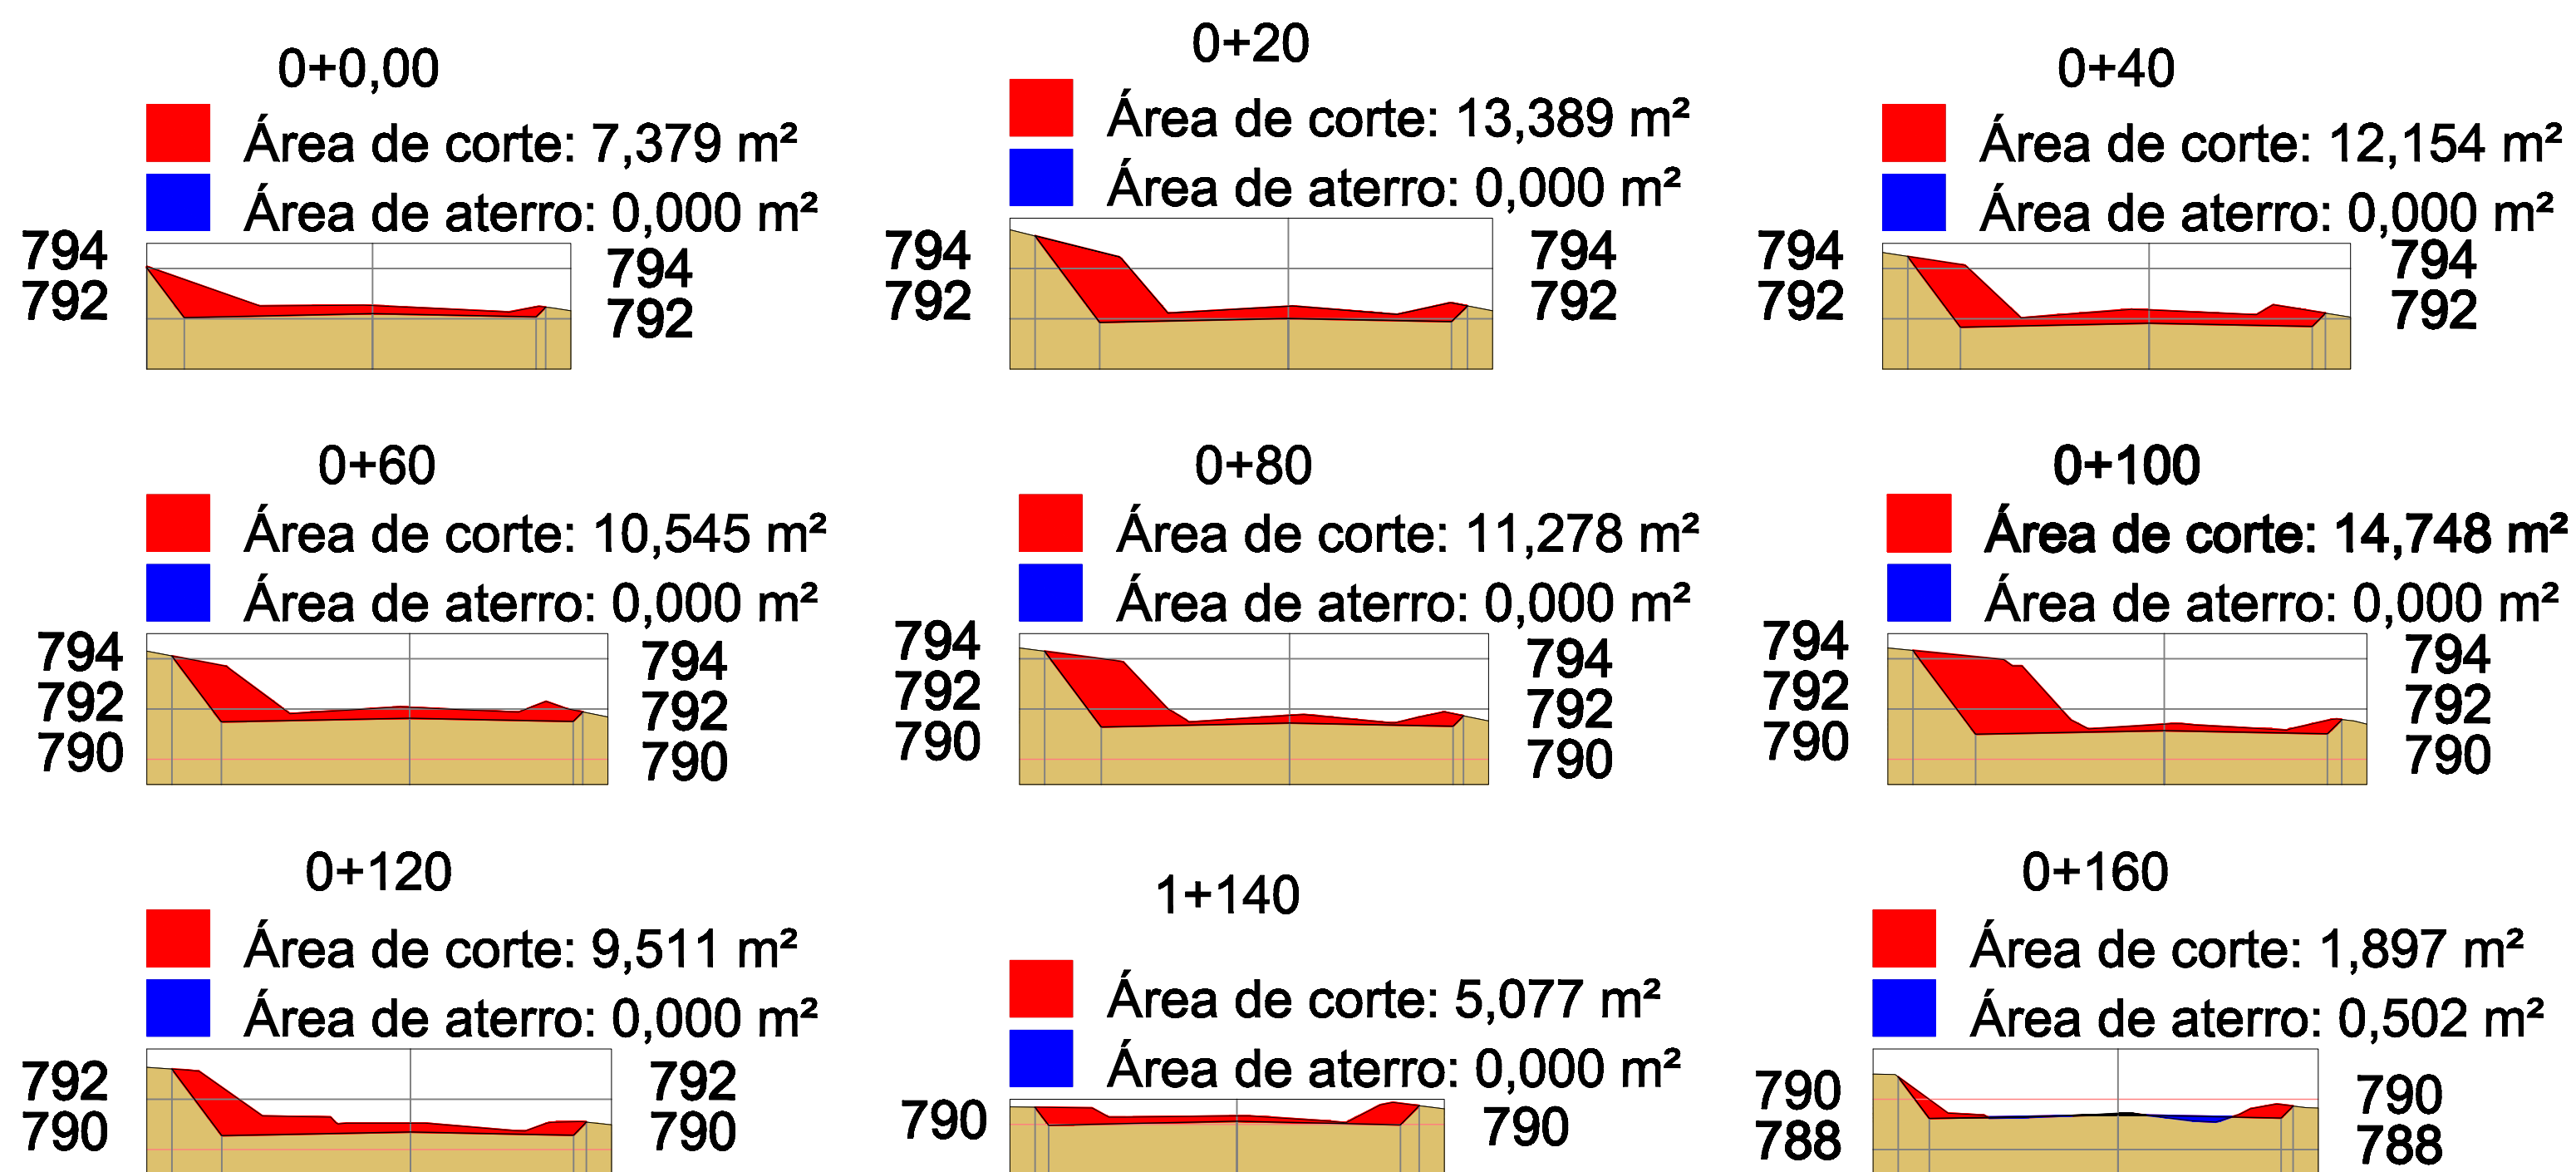 0+0,00
Área de corte: 7,379 m²
Área de aterro: 0,000 m²
794
792
794
792
0+20
Área de corte: 13,389 m²
Área de aterro: 0,000 m²
794
792
794
792
0+40
Área de corte: 12,154 m²
Área de aterro: 0,000 m²
794
792
794
792
0+60
Área de corte: 10,545 m²
Área de aterro: 0,000 m²
794
792
790
794
792
790
0+80
Área de corte: 11,278 m²
Área de aterro: 0,000 m²
794
792
790
794
792
790
0+100
Área de corte: 14,748 m²
Área de aterro: 0,000 m²
794
792
790
794
792
790
0+120
Área de corte: 9,511 m²
Área de aterro: 0,000 m²
792
790
792
790
1+140
Área de corte: 5,077 m²
Área de aterro: 0,000 m²
790
790
0+160
Área de corte: 1,897 m²
Área de aterro: 0,502 m²
790
788
790
788